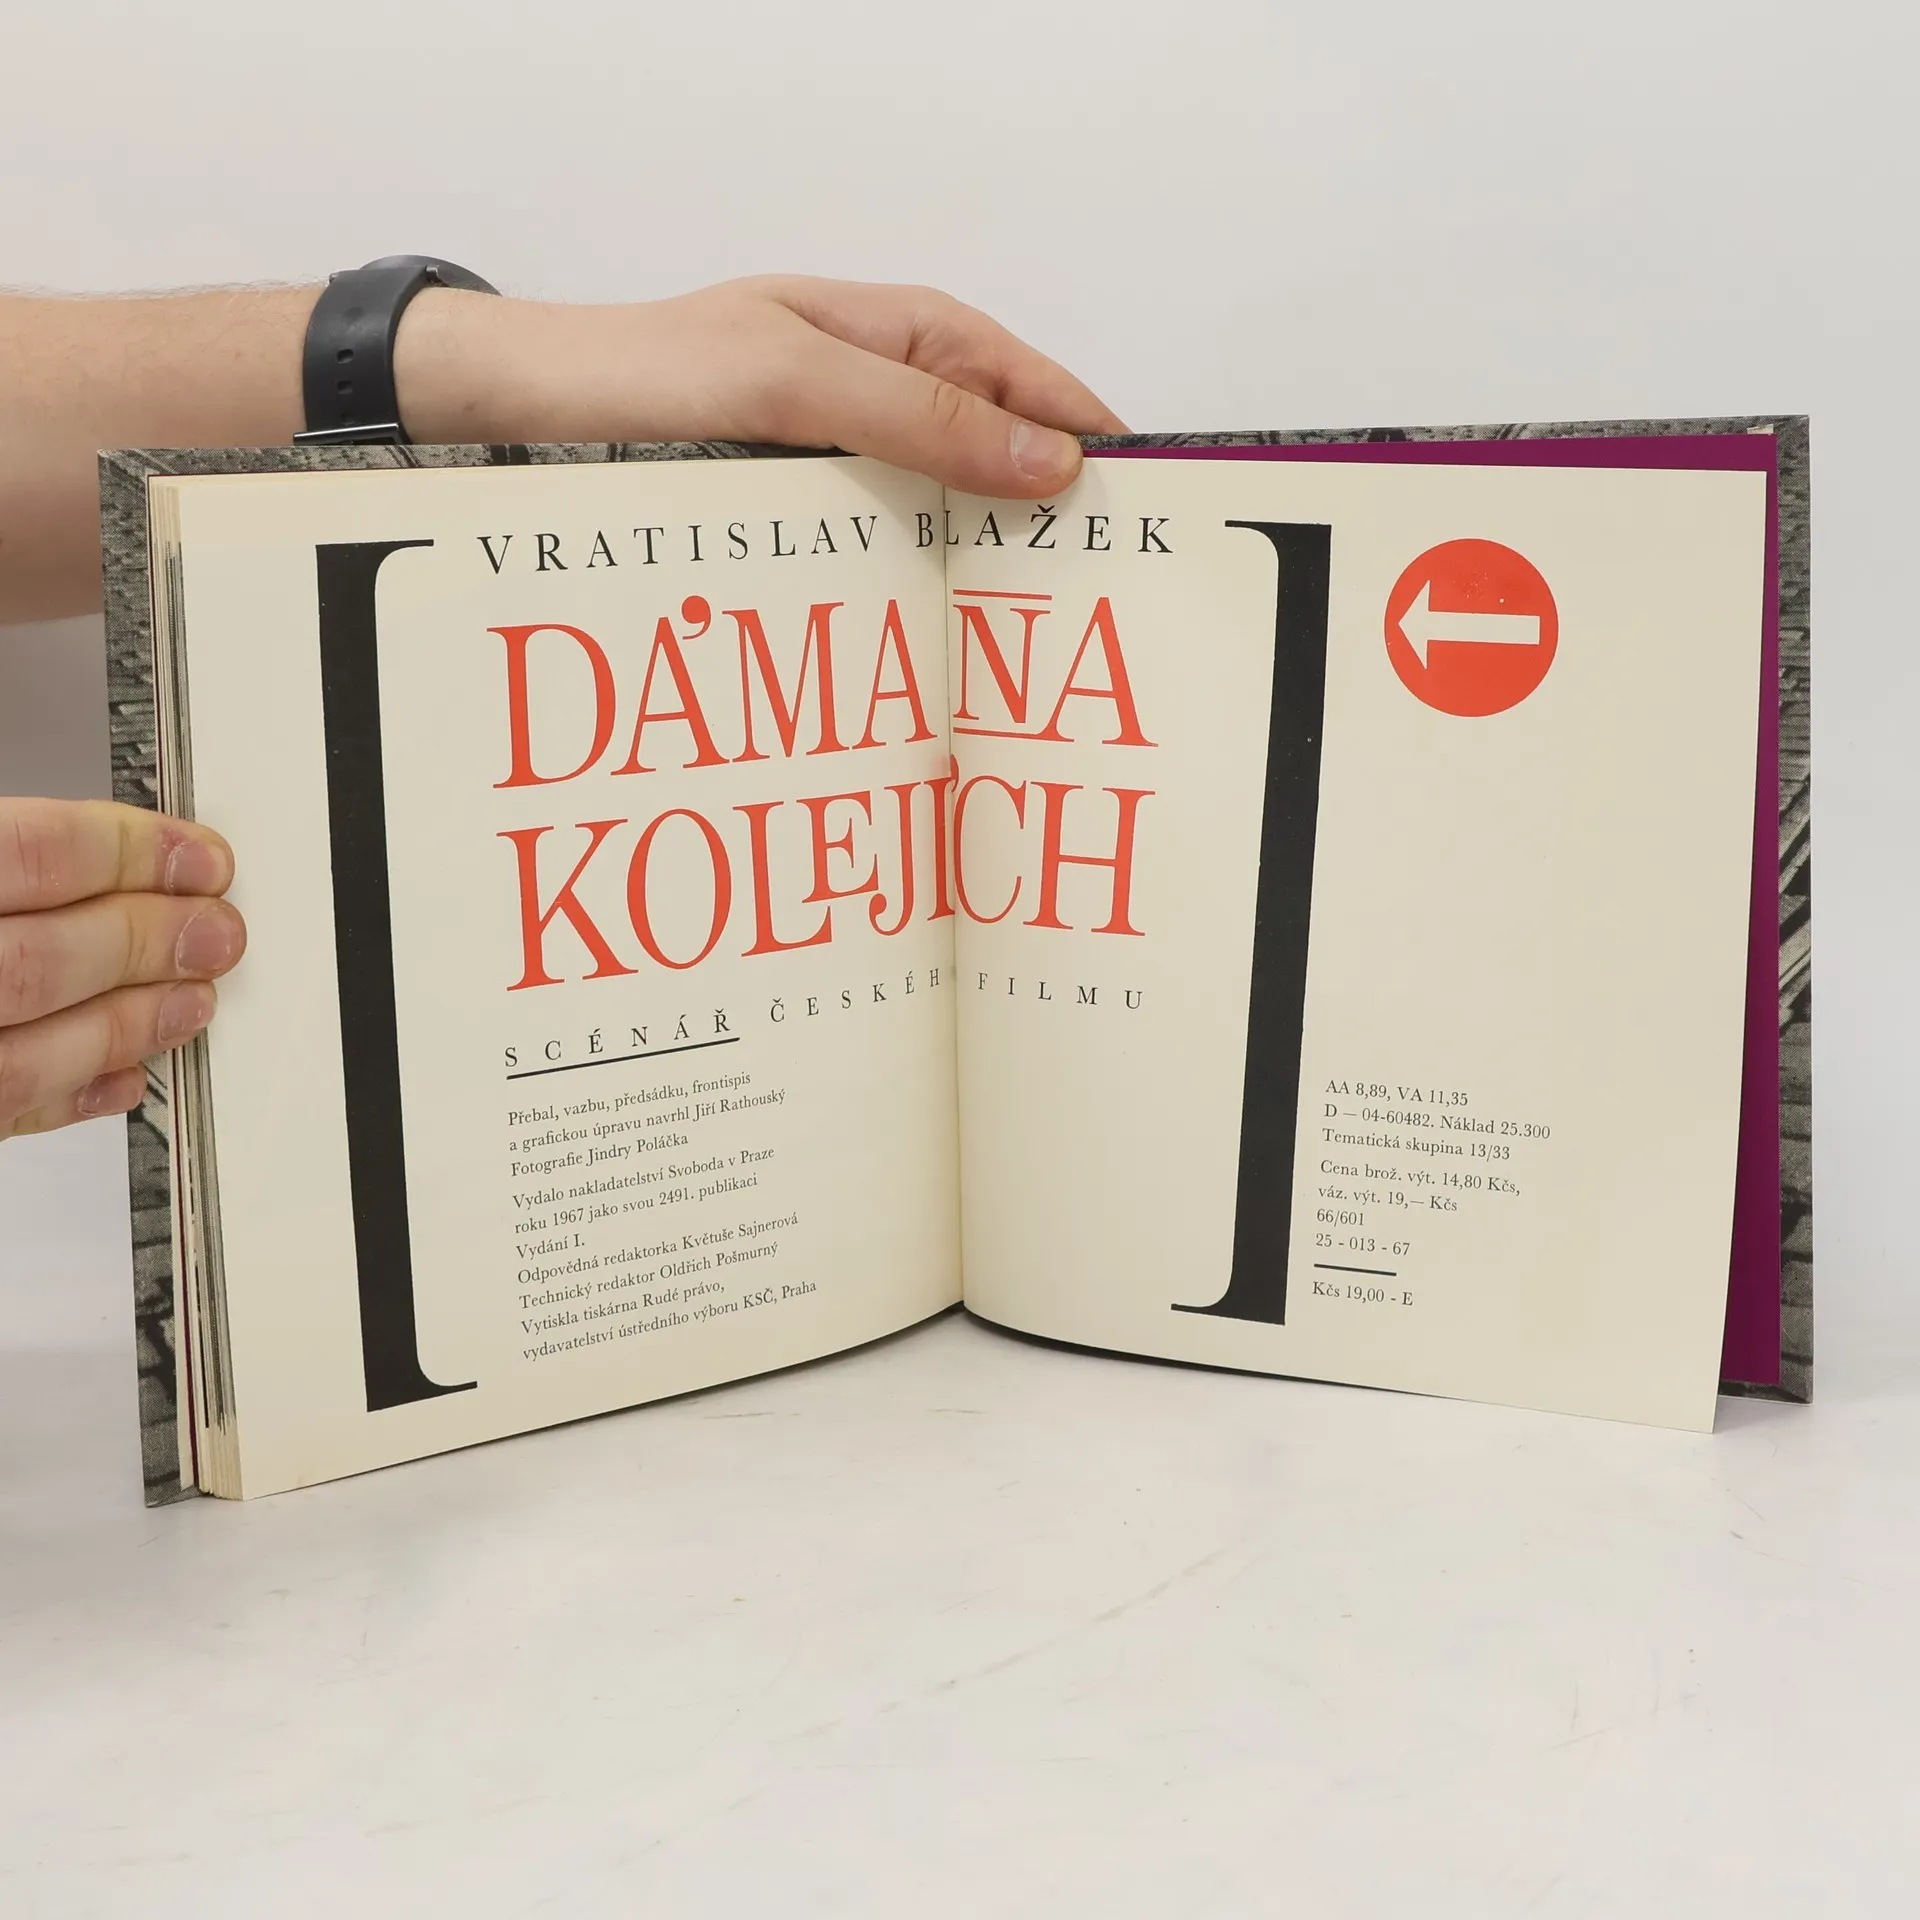 VRATISLAV BLAŽEK
DÁMA NA
KOLEJÍCH
SCÉNÁŘ ČESKÉHO FILMU
Přebal, vazbu, předsádku, frontispis
a grafickou úpravu navrhl Jiří Rathouský
Fotografie Jindry Poláčka
Vydalo nakladatelství Svoboda v Praze
roku 1967 jako svou 2491. publikaci
Vydání I.
Odpovědná redaktorka Květuše Sajnerová
Technický redaktor Oldřich Pošmurný
Vytiskla tiskárna Rudé právo,
vydavatelství ústředního výboru KSČ, Praha
AA 8,89, VA 11,35
D — 04-60482. Náklad 25.300
Tematická skupina 13/33
Cena brož. výt. 14,80 Kčs,
váz. výt. 19,— Kčs
66/601
25 - 013 - 67
Kčs 19,00 - E